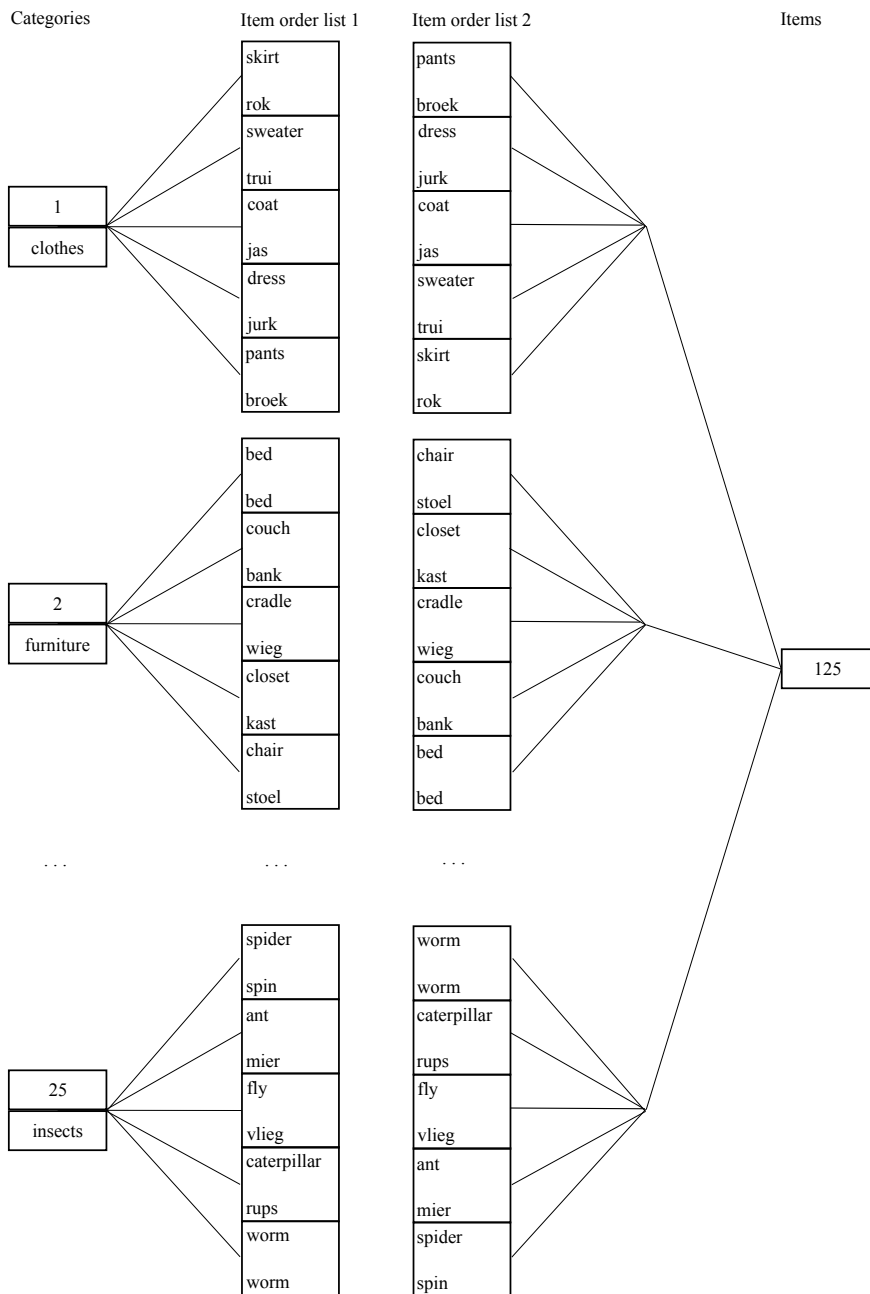 Categories
Item order list 1
Item order list 2
Items
1
clothes
skirt
rok
sweater
trui
coat
jas
dress
jurk
pants
broek
pants
broek
dress
jurk
coat
jas
sweater
trui
skirt
rok
2
furniture
bed
bed
couch
bank
cradle
wieg
closet
kast
chair
stoel
chair
stoel
closet
kast
cradle
wieg
couch
bank
bed
bed
125
. . .
. . .
. . .
25
insects
spider
spin
ant
mier
fly
vlieg
caterpillar
rups
worm
worm
worm
worm
caterpillar
rups
fly
vlieg
ant
mier
spider
spin